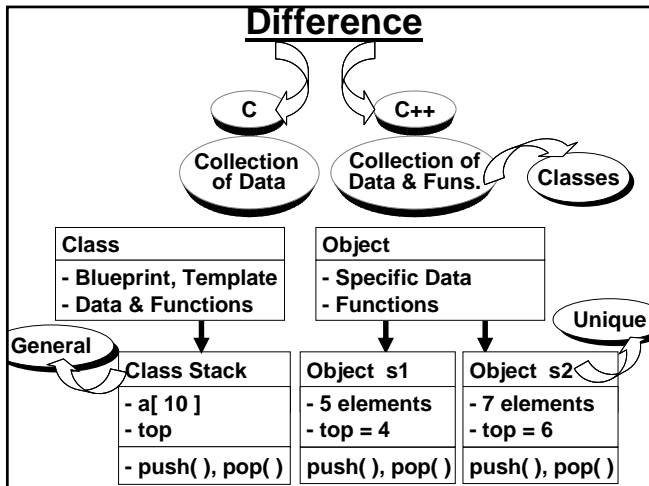 Difference
C
C++
Collection
of Data
Collection of
Data & Funs.
Classes
Class
- Blueprint, Template
- Data & Functions
Object
- Specific Data
- Functions
General
Unique
Class Stack
- a[ 10 ]
- top
- push( ), pop( )
Object s1
- 5 elements
- top = 4
push( ), pop( )
Object s2
- 7 elements
- top = 6
push( ), pop( )